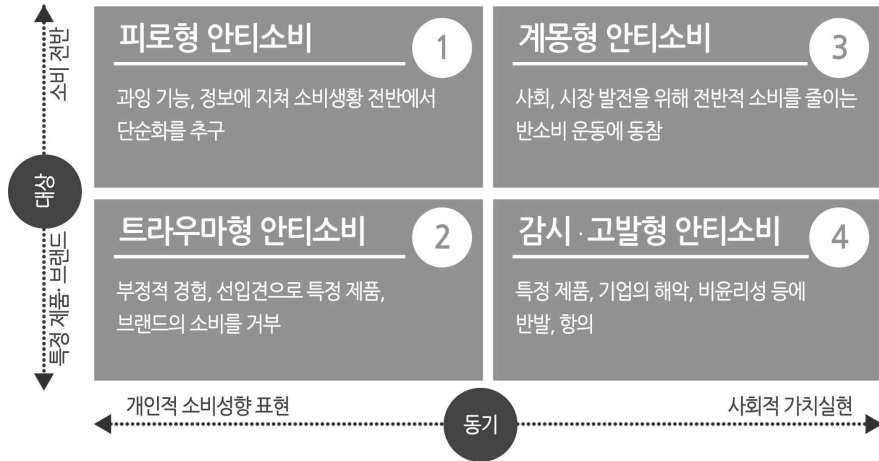 소비 전반
대상
특정 제품·브랜드
피로형 안티소비
1
과잉 기능, 정보에 지쳐 소비생황 전반에서
단순화를 추구
계몽형 안티소비
3
사회, 시장 발전을 위해 전반적 소비를 줄이는
반소비 운동에 동참
트라우마형 안티소비
2
부정적 경험, 선입견으로 특정 제품,
브랜드의 소비를 거부
감시·고발형 안티소비
4
특정 제품, 기업의 해악, 비윤리성 등에
반발, 항의
개인적 소비성향 표현
동기
사회적 가치실현